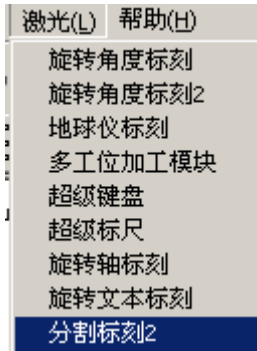 激光(L) 帮助(H)
旋转角度标刻
旋转角度标刻2
地球仪标刻
多工位加工模块
超级键盘
超级标尺
旋转轴标刻
旋转文本标刻
分割标刻2